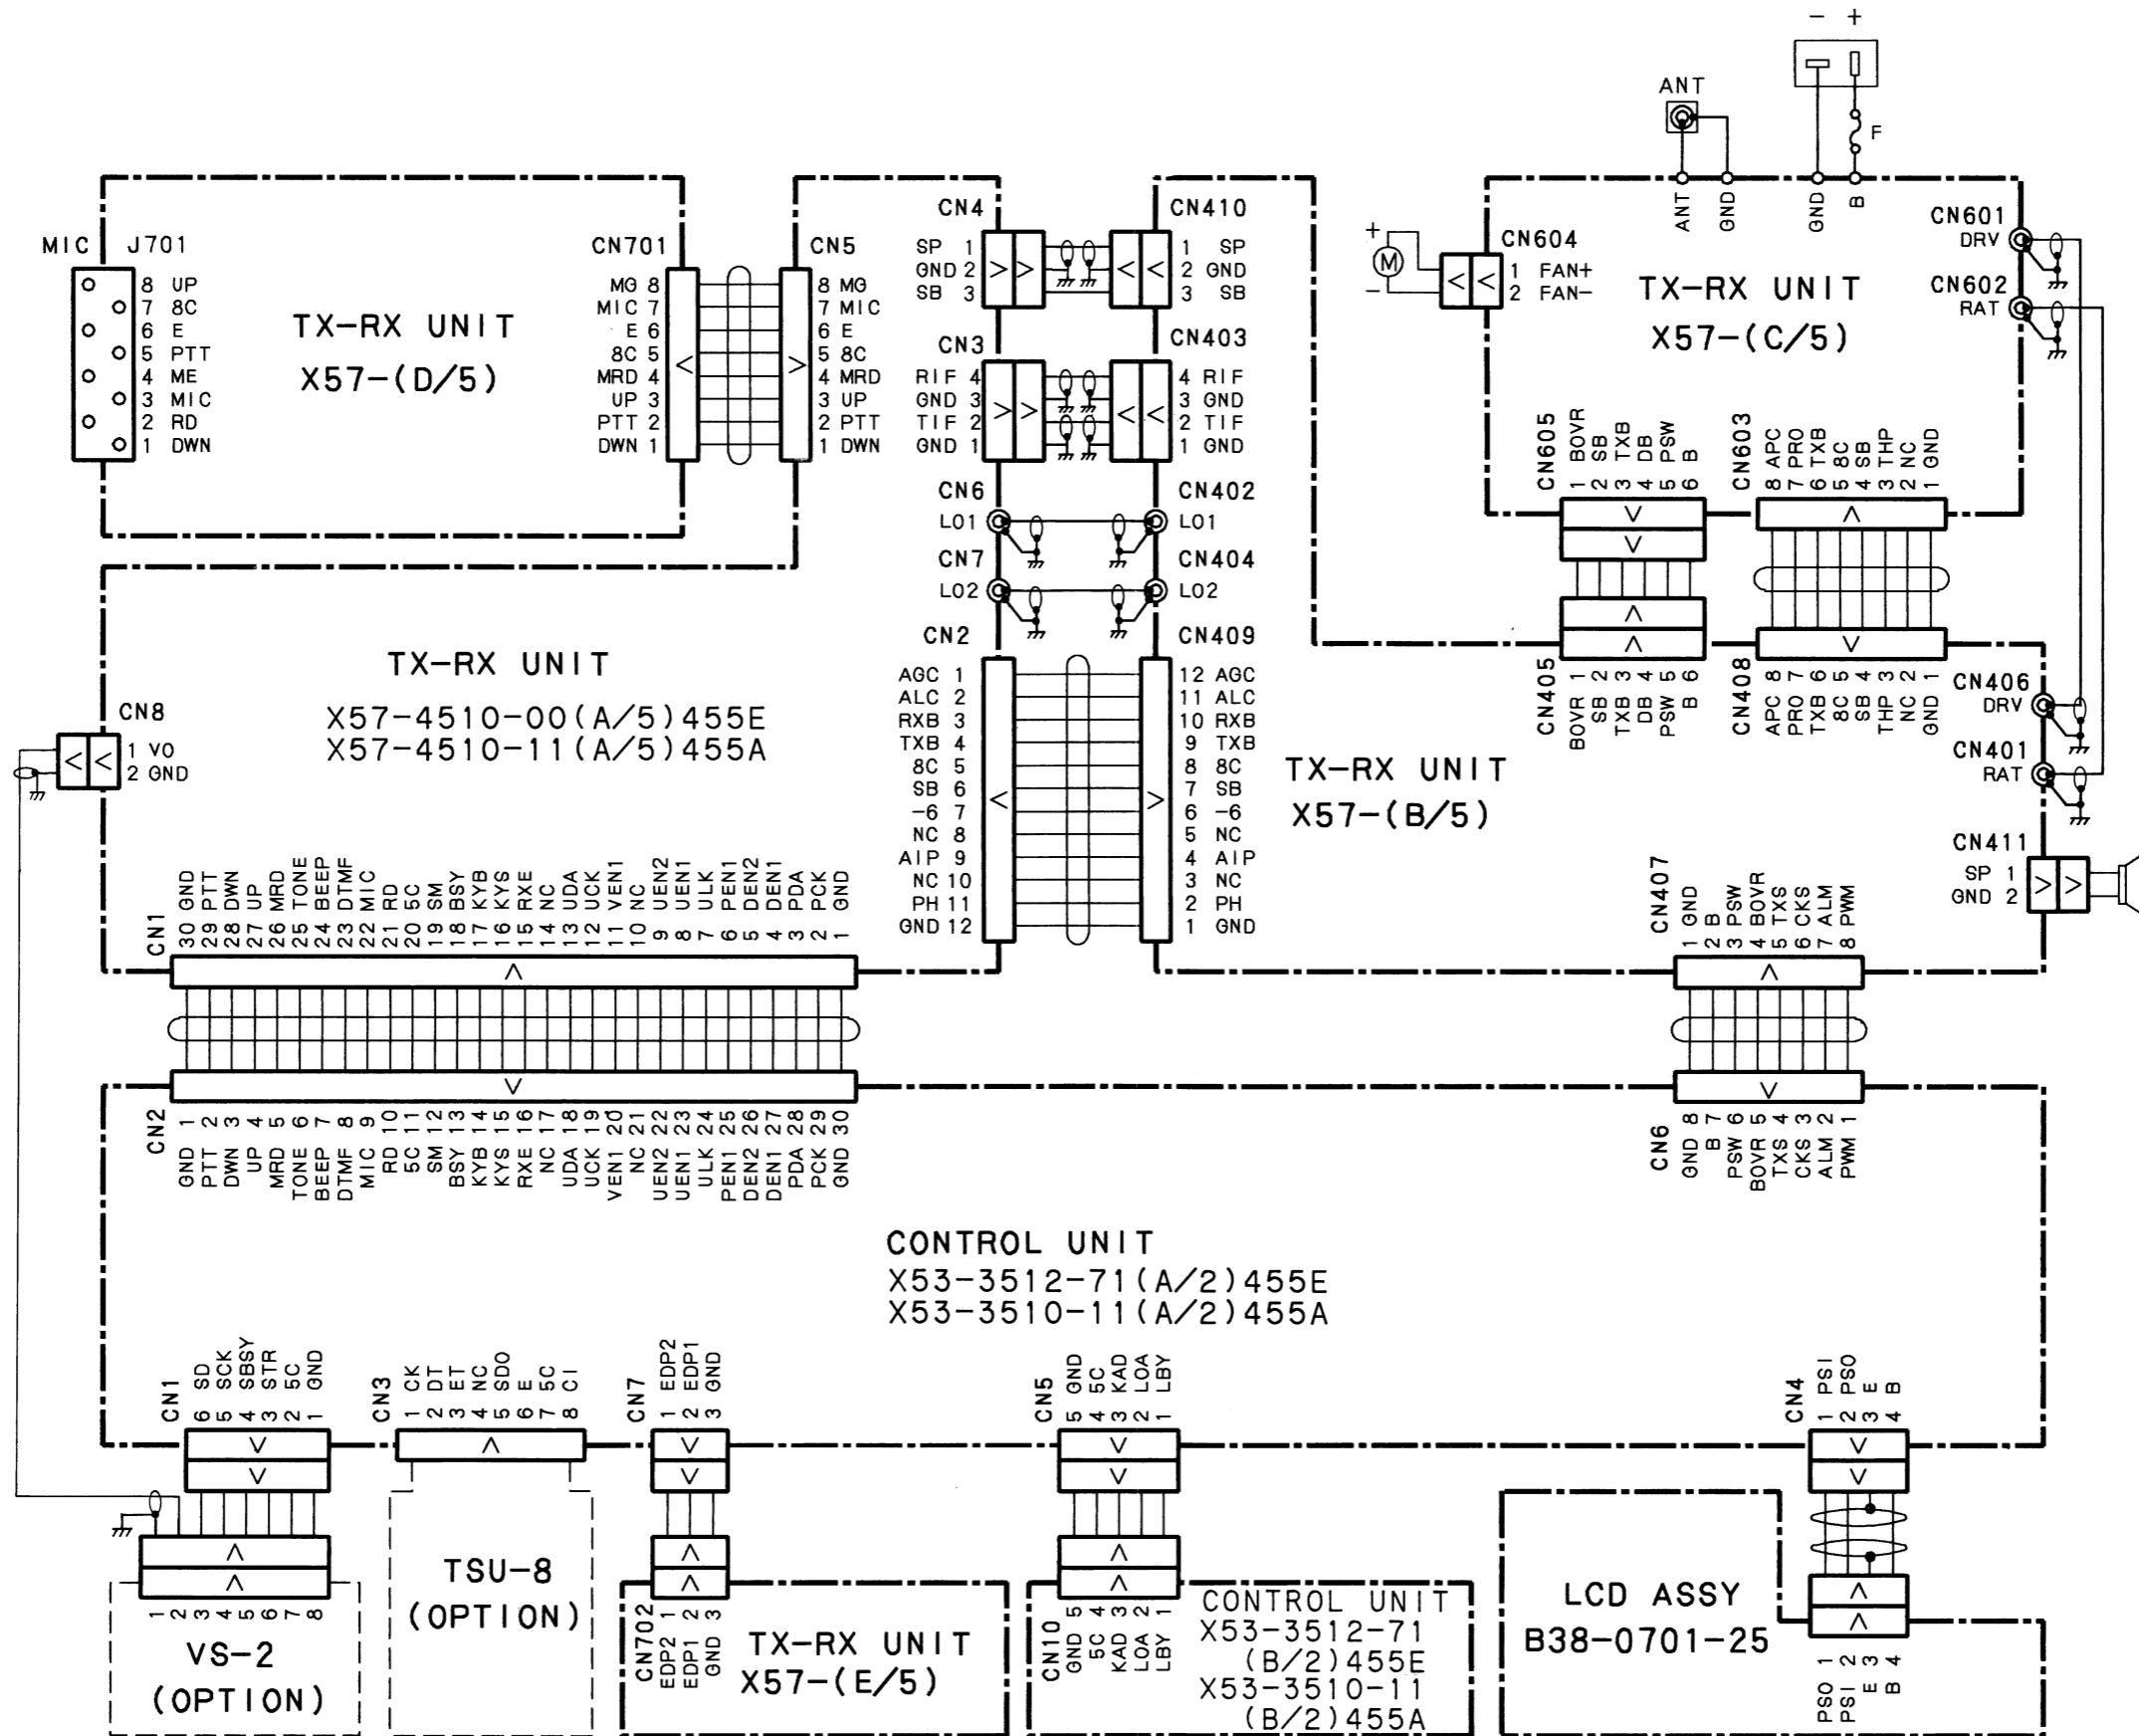 − +
ANT
F
ANT
GND
GND
B
MIC J701
8 UP
7 8C
6 E
5 PTT
4 ME
3 MIC
2 RD
1 DWN
TX-RX UNIT
X57-(D/5)
CN701
MG 8
MIC 7
E 6
8C 5
MRD 4
UP 3
PTT 2
DWN 1
CN5
8 MG
7 MIC
6 E
5 8C
4 MRD
3 UP
2 PTT
1 DWN
CN4
SP 1
GND 2
SB 3
CN410
1 SP
2 GND
3 SB
CN3
RIF 4
GND 3
TIF 2
GND 1
CN403
4 RIF
3 GND
2 TIF
1 GND
CN6
LO1
CN402
LO1
CN7
LO2
CN404
LO2
CN2
AGC 1
ALC 2
RXB 3
TXB 4
8C 5
SB 6
-6 7
NC 8
AIP 9
NC 10
PH 11
GND 12
CN409
12 AGC
11 ALC
10 RXB
9 TXB
8 8C
7 SB
6 -6
5 NC
4 AIP
3 NC
2 PH
1 GND
+
M
−
CN604
1 FAN+
2 FAN-
TX-RX UNIT
X57-(C/5)
CN601
DRV
CN602
RAT
CN605
1 BOVR
2 SB
3 TXB
4 DB
5 PSW
6 B
CN603
8 APC
7 PRO
6 TXB
5 8C
4 SB
3 THP
2 NC
1 GND
CN405
BOVR 1
SB 2
TXB 3
DB 4
PSW 5
B 6
CN408
APC 8
PRO 7
TXB 6
8C 5
SB 4
THP 3
NC 2
GND 1
CN406
DRV
CN401
RAT
CN411
SP 1
GND 2
TX-RX UNIT
X57-(B/5)
TX-RX UNIT
X57-4510-00(A/5)455E
X57-4510-11(A/5)455A
CN8
1 VO
2 GND
CN1
30 GND
29 PTT
28 DWN
27 UP
26 MRD
25 TONE
24 BEEP
23 DTMF
22 MIC
21 RD
20 5C
19 SM
18 BSY
17 KYB
16 KYS
15 RXE
14 NC
13 UDA
12 UCK
11 VEN1
10 NC
9 UEN2
8 UEN1
7 ULK
6 PEN1
5 DEN2
4 DEN1
3 PDA
2 PCK
1 GND
CN407
1 GND
2 B
3 PSW
4 BOVR
5 TXS
6 CKS
7 ALM
8 PWM
CN2
GND 1
PTT 2
DWN 3
UP 4
MRD 5
TONE 6
BEEP 7
DTMF 8
MIC 9
RD 10
5C 11
SM 12
BSY 13
KYB 14
KYS 15
RXE 16
NC 17
UDA 18
UCK 19
VEN1 20
NC 21
UEN2 22
UEN1 23
ULK 24
PEN1 25
DEN2 26
DEN1 27
PDA 28
PCK 29
GND 30
CN6
GND 8
B 7
PSW 6
BOVR 5
TXS 4
CKS 3
ALM 2
PWM 1
CONTROL UNIT
X53-3512-71(A/2)455E
X53-3510-11(A/2)455A
CN1
6 SD
5 SCK
4 SBSY
3 STR
2 5C
1 GND
CN3
1 CK
2 DT
3 ET
4 NC
5 SDO
6 E
7 5C
8 CI
CN7
1 EDP2
2 EDP1
3 GND
CN5
5 GND
4 5C
3 KAD
2 LOA
1 LBY
CN4
1 PSI
2 PSO
3 E
4 B
1 2 3 4 5 6 7 8
VS-2
(OPTION)
TSU-8
(OPTION)
CN702
EDP2 1
EDP1 2
GND 3
TX-RX UNIT
X57-(E/5)
CN10
GND 5
5C 4
KAD 3
LOA 2
LBY 1
CONTROL UNIT
X53-3512-71
(B/2)455E
X53-3510-11
(B/2)455A
LCD ASSY
B38-0701-25
PSO 1
PSI 2
E 3
B 4